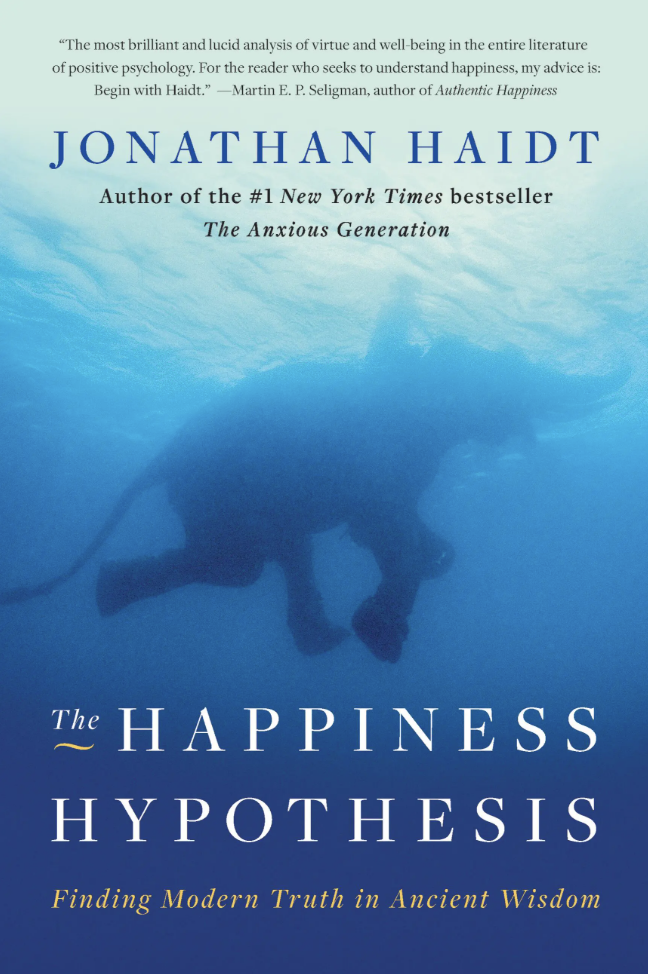 “The most brilliant and lucid analysis of virtue and well-being in the entire literature
of positive psychology. For the reader who seeks to understand happiness, my advice is:
Begin with Haidt.” —Martin E. P. Seligman, author of Authentic Happiness
JONATHAN HAIDT
Author of the #1 New York Times bestseller
The Anxious Generation
The HAPPINESS
HYPOTHESIS
Finding Modern Truth in Ancient Wisdom